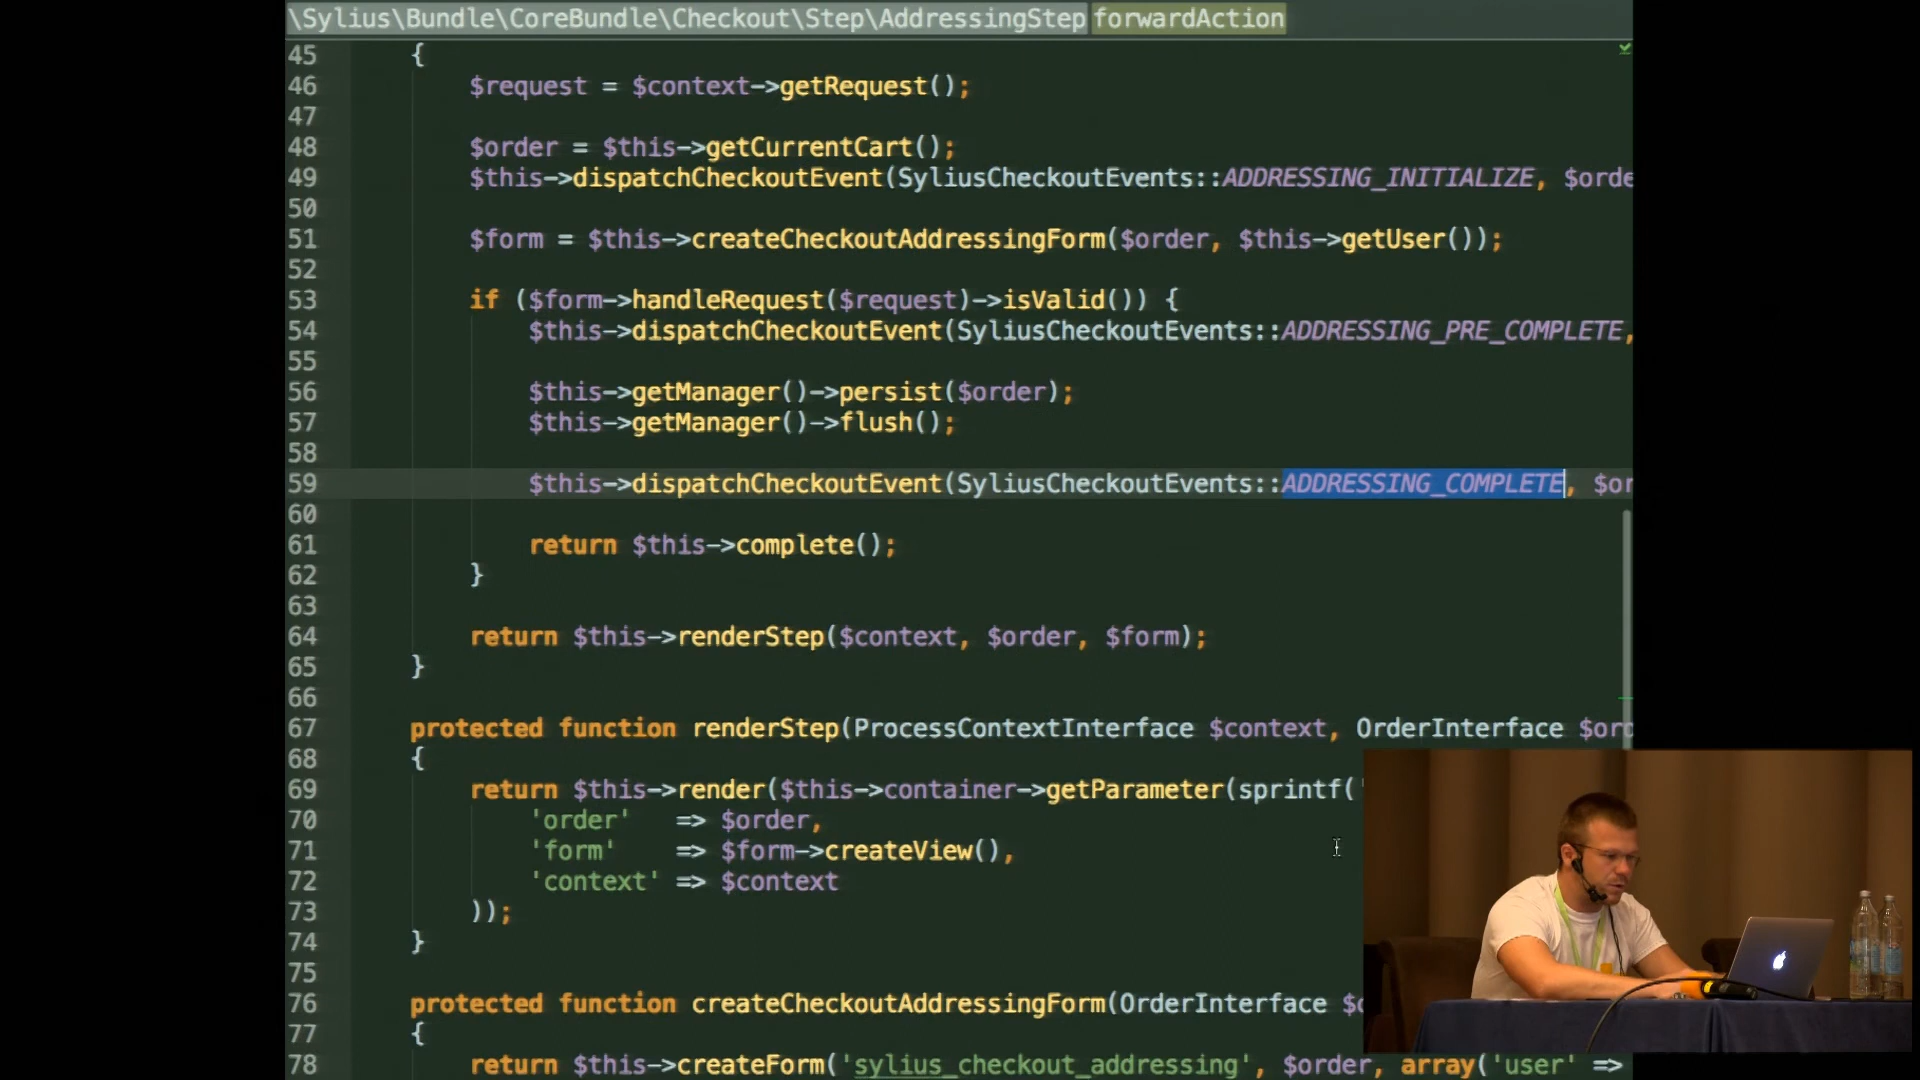 \Sylius\Bundle\CoreBundle\Checkout\Step\AddressingStep forwardAction
45 {
46 $request = $context->getRequest();
47
48 $order = $this->getCurrentCart();
49 $this->dispatchCheckoutEvent(SyliusCheckoutEvents::ADDRESSING_INITIALIZE, $orde
50
51 $form = $this->createCheckoutAddressingForm($order, $this->getUser());
52
53 if ($form->handleRequest($request)->isValid()) {
54 $this->dispatchCheckoutEvent(SyliusCheckoutEvents::ADDRESSING_PRE_COMPLETE,
55
56 $this->getManager()->persist($order);
57 $this->getManager()->flush();
58
59 $this->dispatchCheckoutEvent(SyliusCheckoutEvents::ADDRESSING_COMPLETE, $or
60
61 return $this->complete();
62 }
63
64 return $this->renderStep($context, $order, $form);
65 }
66
67 protected function renderStep(ProcessContextInterface $context, OrderInterface $ord
68 {
69 return $this->render($this->container->getParameter(sprintf('
70 'order' => $order,
71 'form' => $form->createView(),
72 'context' => $context
73 ));
74 }
75
76 protected function createCheckoutAddressingForm(OrderInterface $o
77 {
78 return $this->createForm('sylius_checkout_addressing', $order, array('user' =>